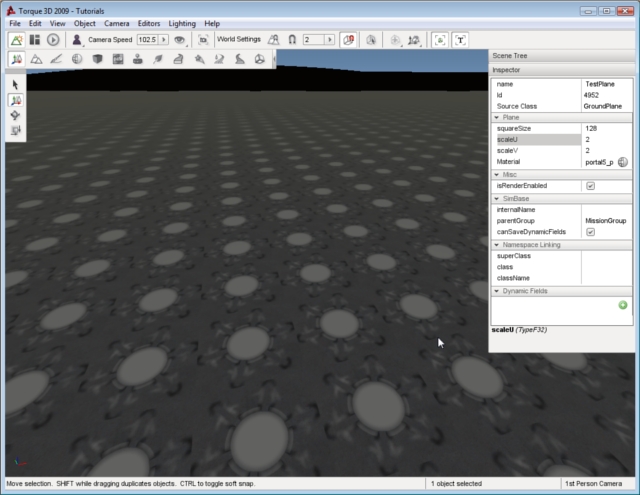 Torque 3D 2009 - Tutorials
File Edit View Object Camera Editors Lighting Help
Camera Speed 102.5 World Settings 2
Scene Tree
Inspector
name TestPlane
id 4952
Source Class GroundPlane
Plane
squareSize 128
scaleU 2
scaleV 2
Material portal5_p
Misc
isRenderEnabled
SimBase
internalName
parentGroup MissionGroup
canSaveDynamicFields
Namespace Linking
superClass
class
className
Dynamic Fields
scaleU (TypeF32)
Move selection. SHIFT while dragging duplicates objects. CTRL to toggle soft snap. 1 object selected 1st Person Camera